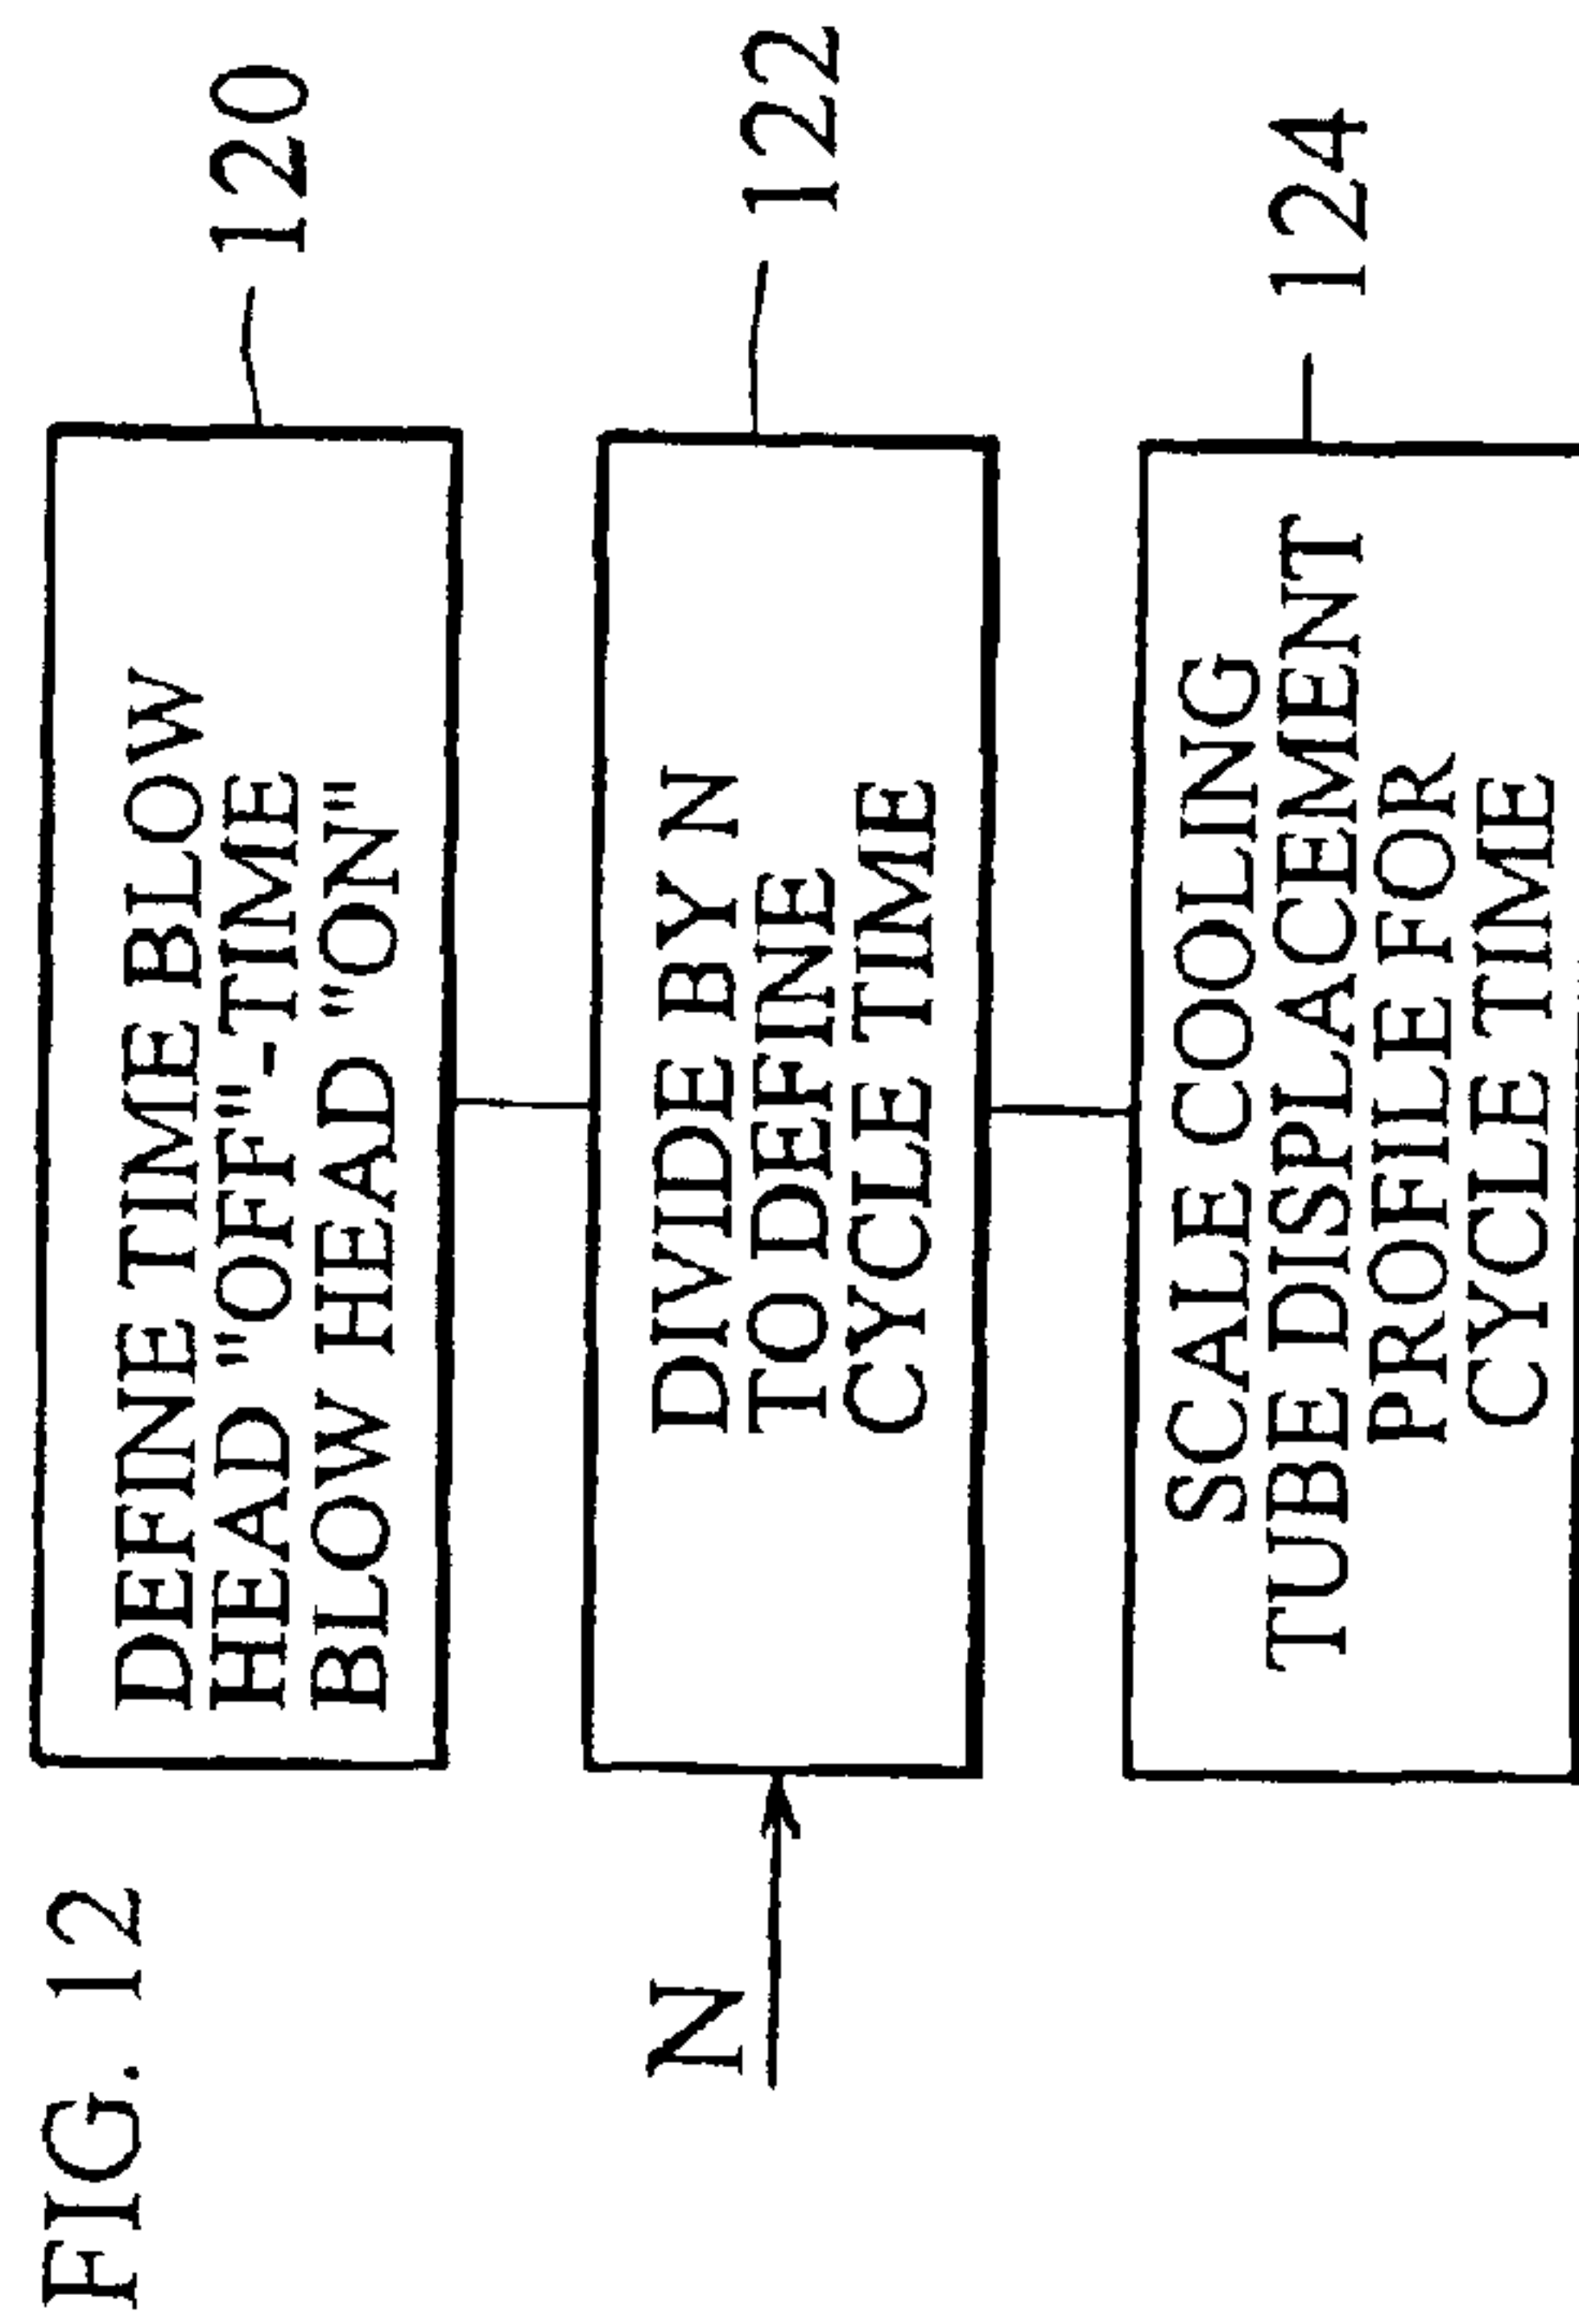 FIG. 12
DEFINE TIME BLOW
HEAD "OFF"-TIME
BLOW HEAD "ON"
120
N
DIVIDE BY N
TO DEFINE
CYCLE TIME
122
SCALE COOLING
TUBE DISPLACEMENT
PROFILE FOR
CYCLE TIME
124